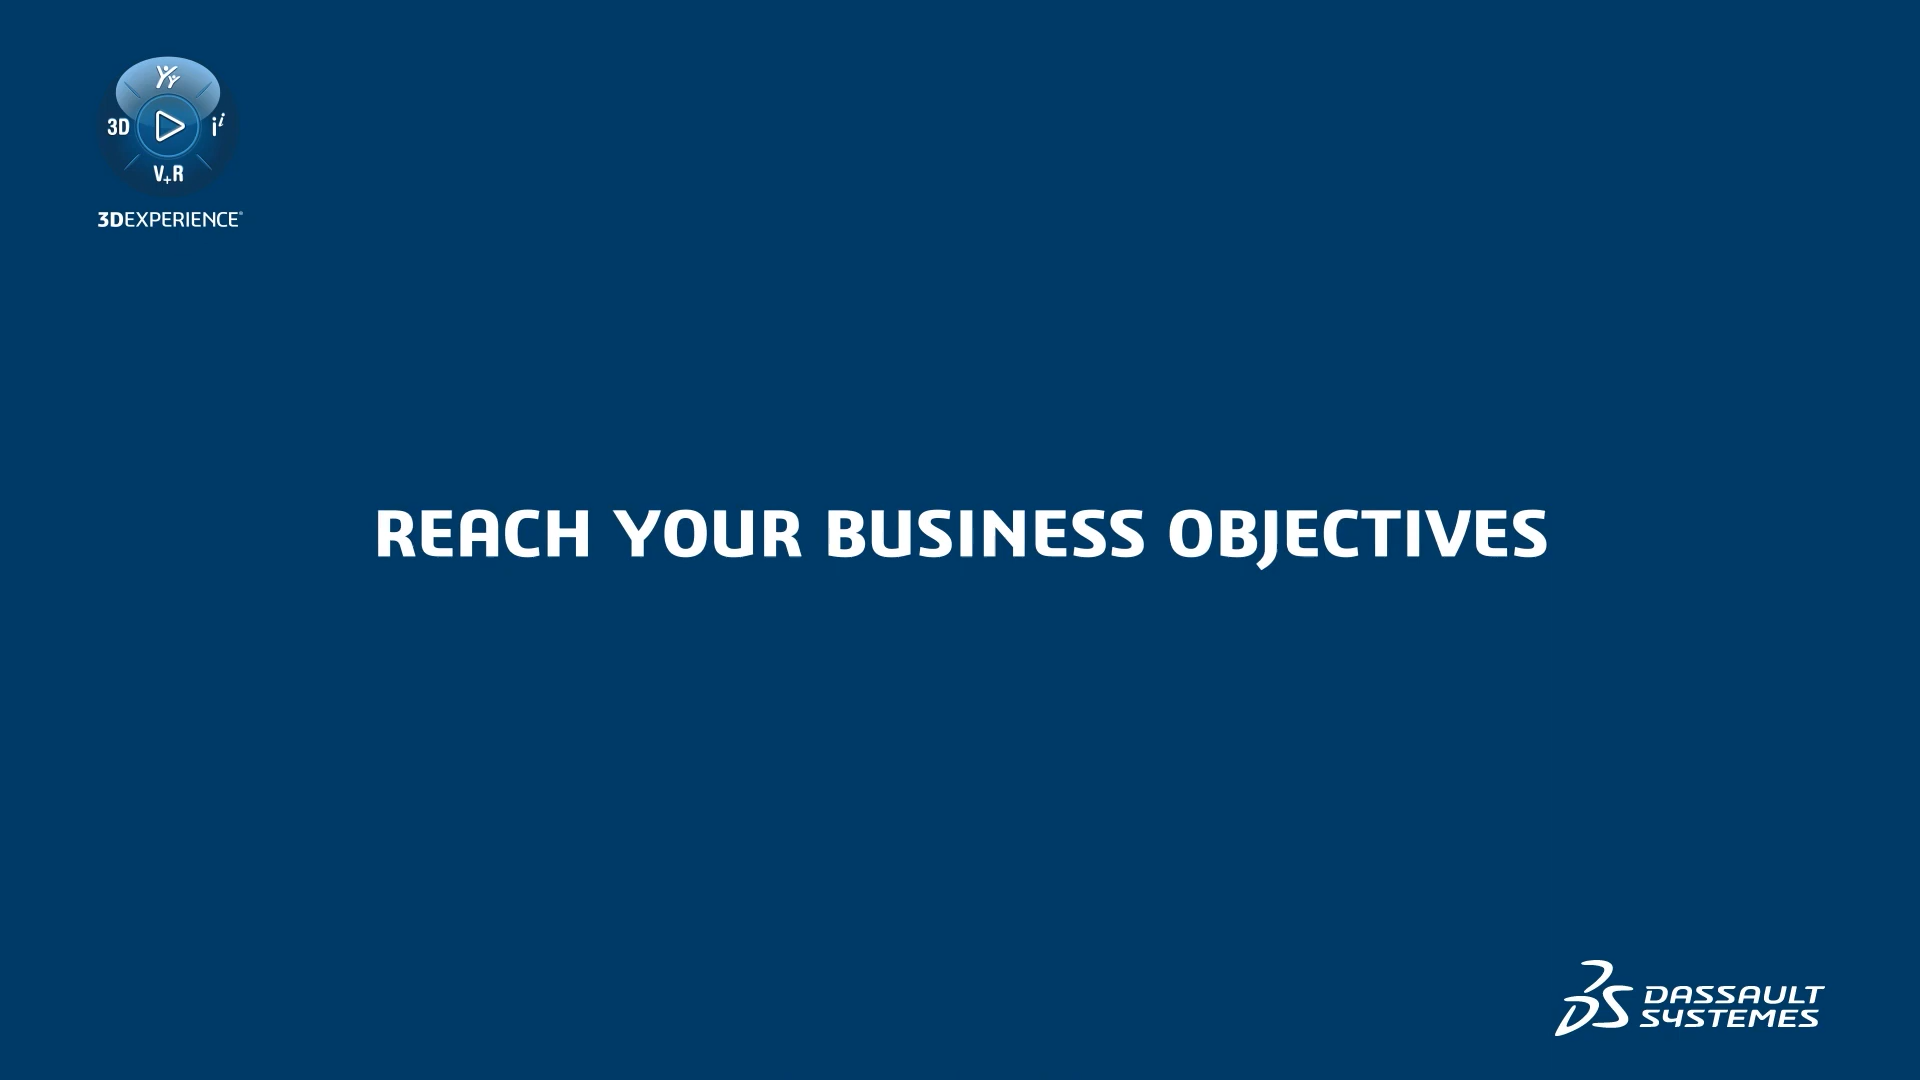 3D
i i
V+R
3DEXPERIENCE®
REACH YOUR BUSINESS OBJECTIVES
DASSAULT
SYSTEMES